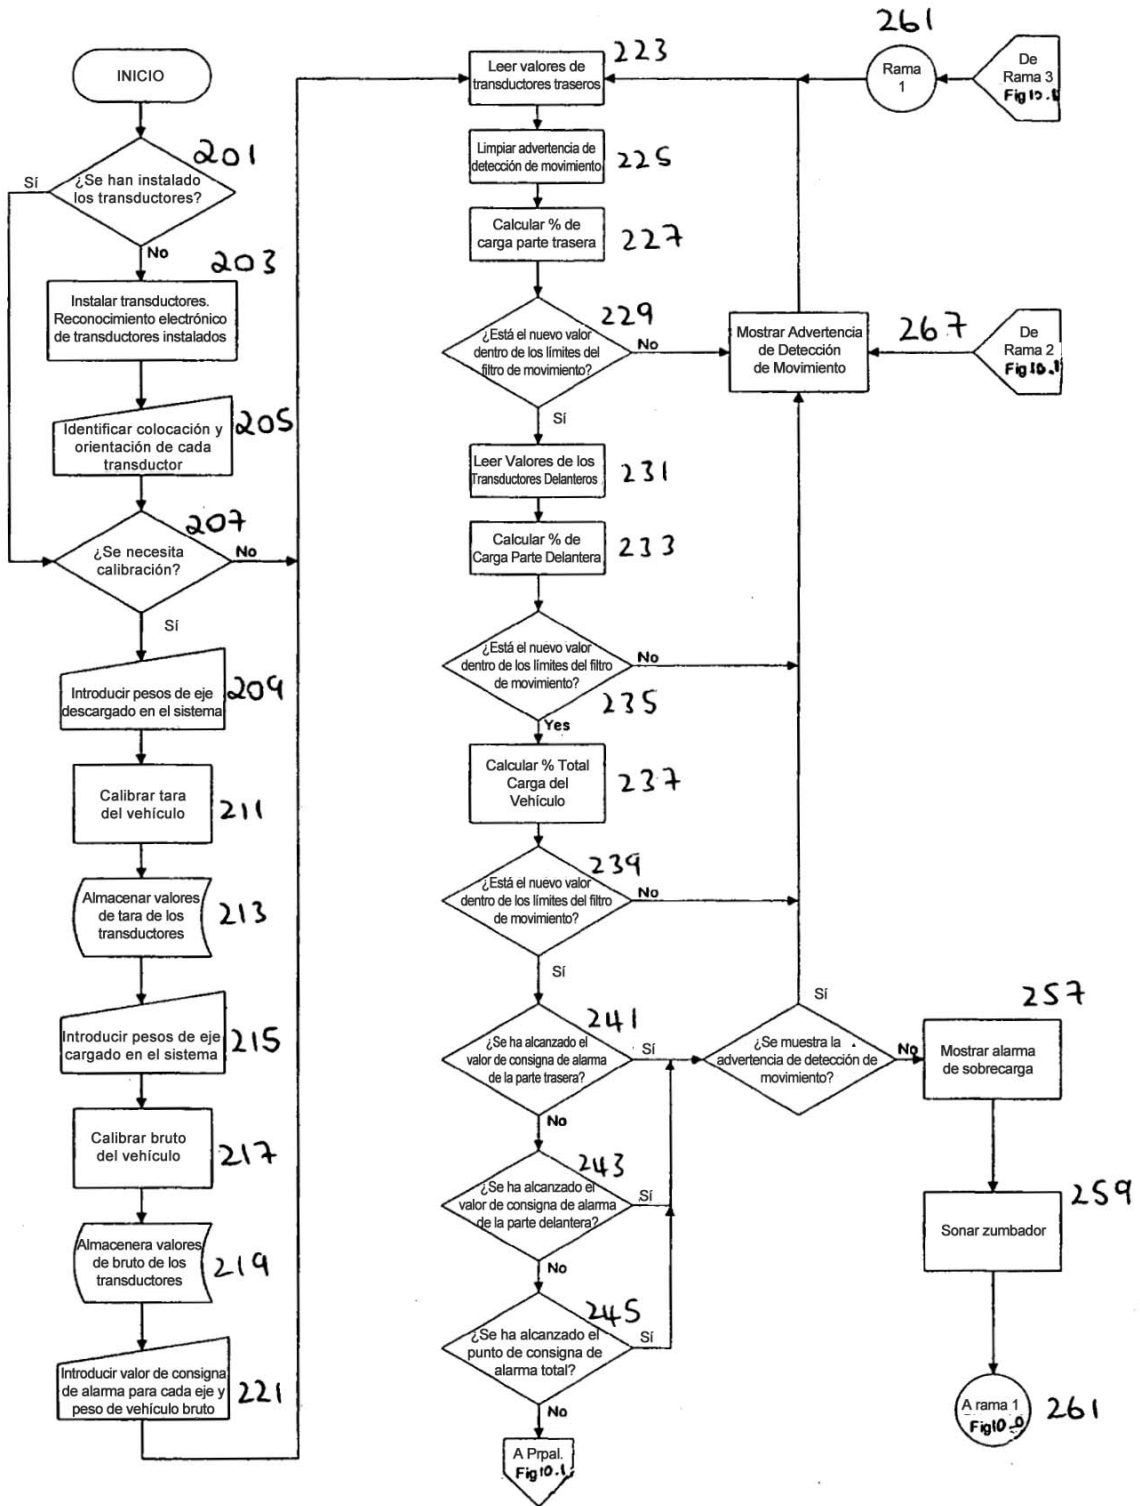 INICIO
201
¿Se han instalado
los transductores?
Sí
No
203
Instalar transductores.
Reconocimiento electrónico
de transductores instalados
205
Identificar colocación y
orientación de cada
transductor
207
¿Se necesita
calibración?
No
Sí
209
Introducir pesos de eje
descargado en el sistema
Calibrar tara
del vehículo
211
Almacenar valores
de tara de los
transductores
213
Introducir pesos de eje
cargado en el sistema
215
Calibrar bruto
del vehículo
217
Almacenera valores
de bruto de los
transductores
219
Introducir valor de consigna
de alarma para cada eje y
peso de vehículo bruto
221
Leer valores de
transductores traseros
223
Limpiar advertencia de
detección de movimiento
225
Calcular % de
carga parte trasera
227
229
¿Está el nuevo valor
dentro de los límites del
filtro de movimiento?
No
Sí
Leer Valores de los
Transductores Delanteros
231
Calcular % de
Carga Parte Delantera
233
¿Está el nuevo valor
dentro de los límites del filtro
de movimiento?
No
235
Yes
Calcular % Total
Carga del
Vehículo
237
239
¿Está el nuevo valor
dentro de los límites del filtro
de movimiento?
No
Sí
241
¿Se ha alcanzado el
valor de consigna de alarma
de la parte trasera?
Sí
No
243
¿Se ha alcanzado el
valor de consigna de alarma
de la parte delantera?
Sí
No
245
¿Se ha alcanzado el
punto de consigna de
alarma total?
Sí
No
A Prpal.
Fig10.1
261
Rama
1
De
Rama 3
Fig10.1
Mostrar Advertencia
de Detección
de Movimiento
267
De
Rama 2
Fig10.1
Sí
¿Se muestra la
advertencia de detección de
movimiento?
No
257
Mostrar alarma
de sobrecarga
259
Sonar zumbador
A rama 1
Fig10.0
261